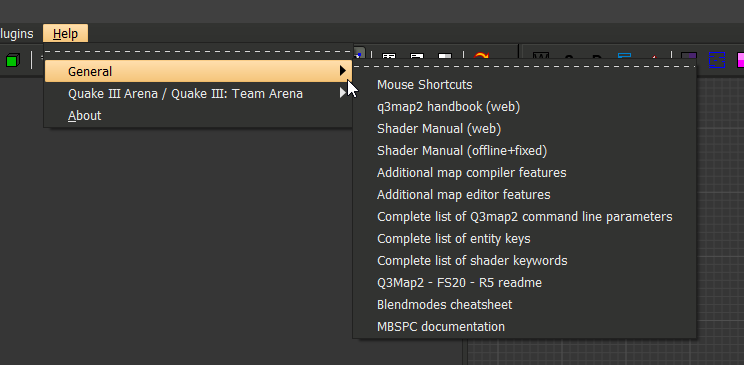 lugins Help
General
Quake III Arena / Quake III: Team Arena
About
Mouse Shortcuts
q3map2 handbook (web)
Shader Manual (web)
Shader Manual (offline+fixed)
Additional map compiler features
Additional map editor features
Complete list of Q3map2 command line parameters
Complete list of entity keys
Complete list of shader keywords
Q3Map2 - FS20 - R5 readme
Blendmodes cheatsheet
MBSPC documentation